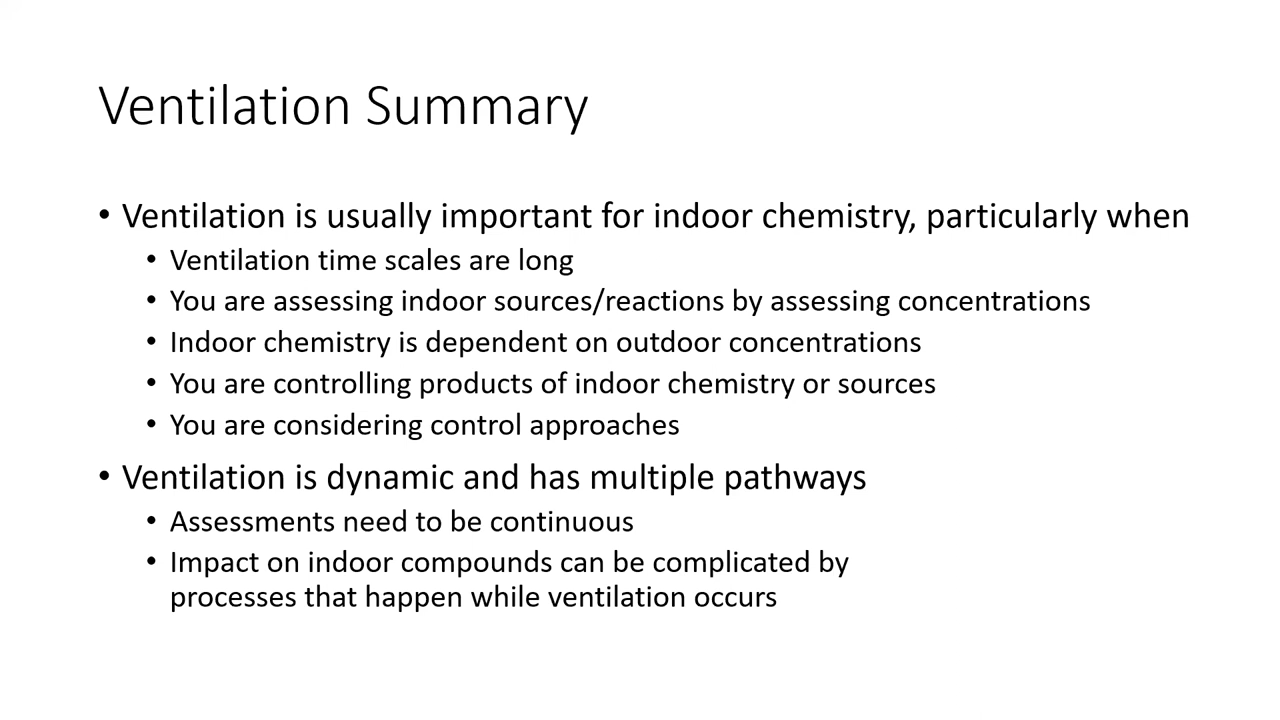 Ventilation Summary
• Ventilation is usually important for indoor chemistry, particularly when
• Ventilation time scales are long
• You are assessing indoor sources/reactions by assessing concentrations
• Indoor chemistry is dependent on outdoor concentrations
• You are controlling products of indoor chemistry or sources
• You are considering control approaches
• Ventilation is dynamic and has multiple pathways
• Assessments need to be continuous
• Impact on indoor compounds can be complicated by
processes that happen while ventilation occurs